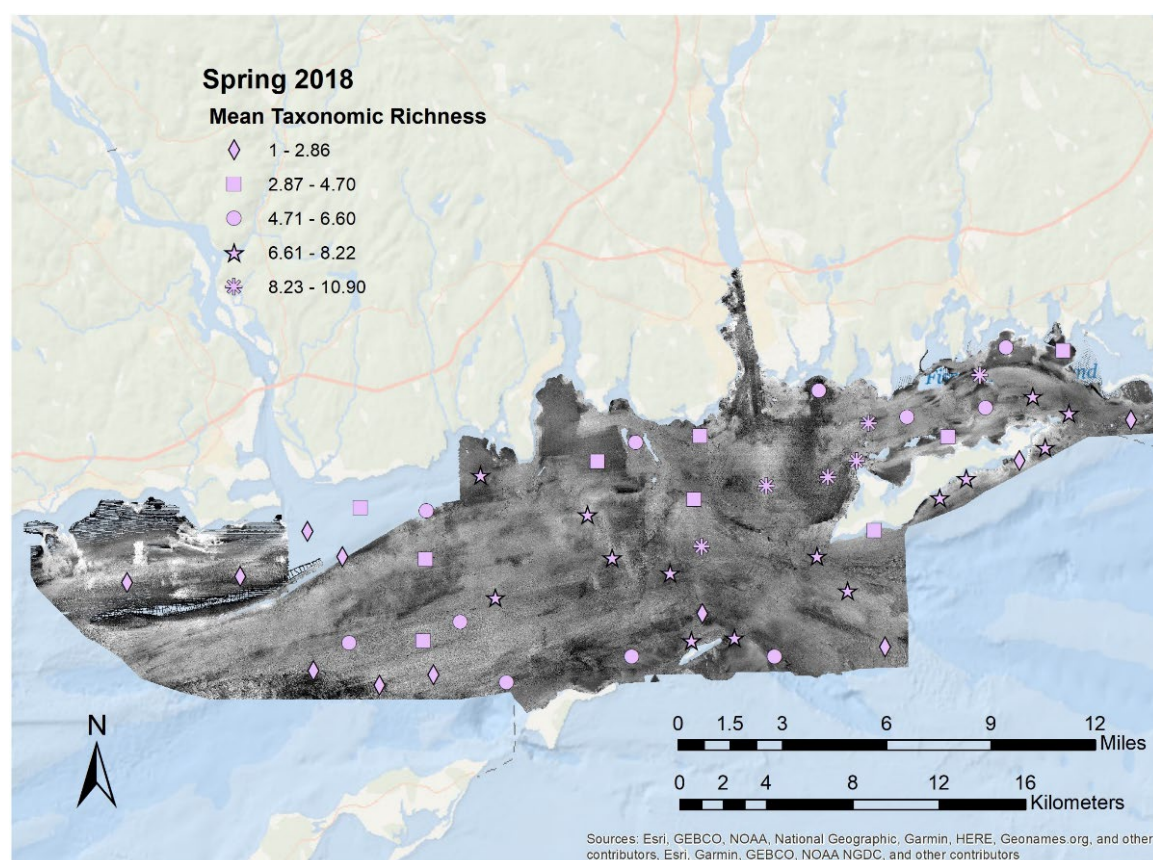 Spring 2018
Mean Taxonomic Richness
1 - 2.86
2.87 - 4.70
4.71 - 6.60
6.61 - 8.22
8.23 - 10.90
nd
N
0 1.5 3 6 9 12
Miles
0 2 4 8 12 16
Kilometers
Sources: Esri, GEBCO, NOAA, National Geographic, Garmin, HERE, Geonames.org, and other
contributors, Esri, Garmin, GEBCO, NOAA NGDC, and other contributors